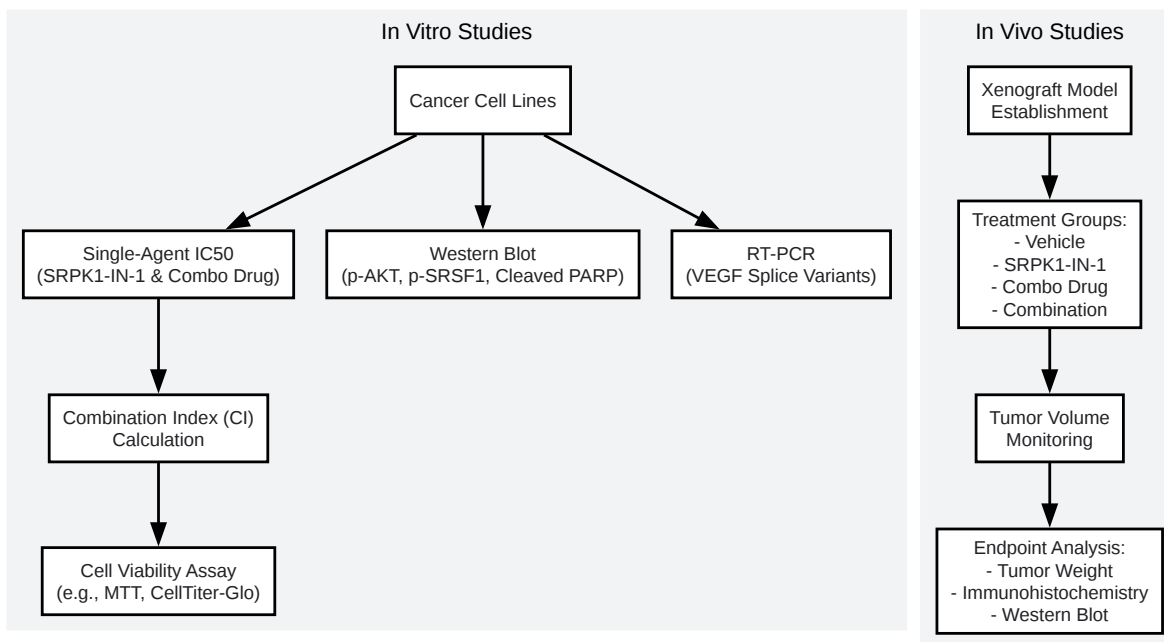 In Vitro Studies
Cancer Cell Lines
Single-Agent IC50
(SRPK1-IN-1 & Combo Drug)
Western Blot
(p-AKT, p-SRSF1, Cleaved PARP)
RT-PCR
(VEGF Splice Variants)
Combination Index (CI)
Calculation
Cell Viability Assay
(e.g., MTT, CellTiter-Glo)
In Vivo Studies
Xenograft Model
Establishment
Treatment Groups:
- Vehicle
- SRPK1-IN-1
- Combo Drug
- Combination
Tumor Volume
Monitoring
Endpoint Analysis:
- Tumor Weight
- Immunohistochemistry
- Western Blot